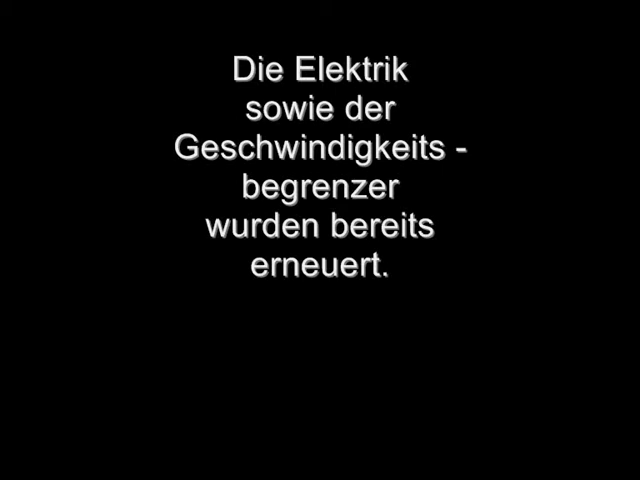 Die Elektrik
sowie der
Geschwindigkeits -
begrenzer
wurden bereits
erneuert.